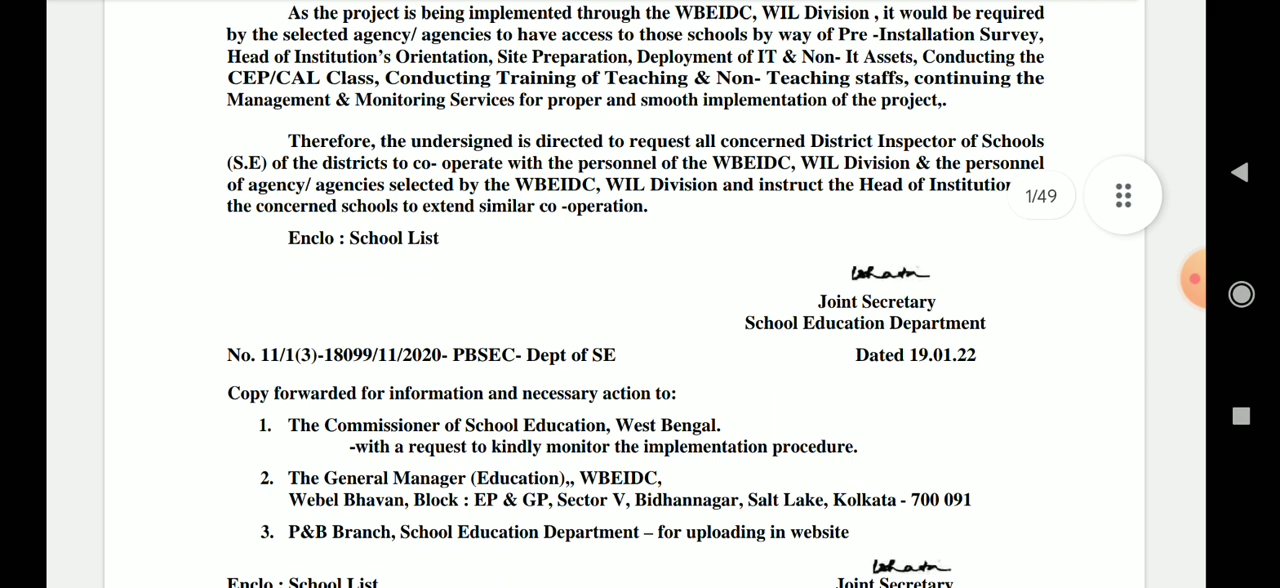 As the project is being implemented through the WBEIDC, WIL Division , it would be required
by the selected agency/ agencies to have access to those schools by way of Pre -Installation Survey,
Head of Institution's Orientation, Site Preparation, Deployment of IT & Non- It Assets, Conducting the
CEP/CAL Class, Conducting Training of Teaching & Non- Teaching staffs, continuing the
Management & Monitoring Services for proper and smooth implementation of the project,.
Therefore, the undersigned is directed to request all concerned District Inspector of Schools
(S.E) of the districts to co- operate with the personnel of the WBEIDC, WIL Division & the personnel
of agency/ agencies selected by the WBEIDC, WIL Division and instruct the Head of Institution
1/49
the concerned schools to extend similar co -operation.
Enclo : School List
Joint Secretary
School Education Department
No. 11/1(3)-18099/11/2020- PBSEC- Dept of SE Dated 19.01.22
Copy forwarded for information and necessary action to:
1. The Commissioner of School Education, West Bengal.
-with a request to kindly monitor the implementation procedure.
2. The General Manager (Education),, WBEIDC,
Webel Bhavan, Block : EP & GP, Sector V, Bidhannagar, Salt Lake, Kolkata - 700 091
3. P&B Branch, School Education Department – for uploading in website
Enclo : School List Joint Secretary